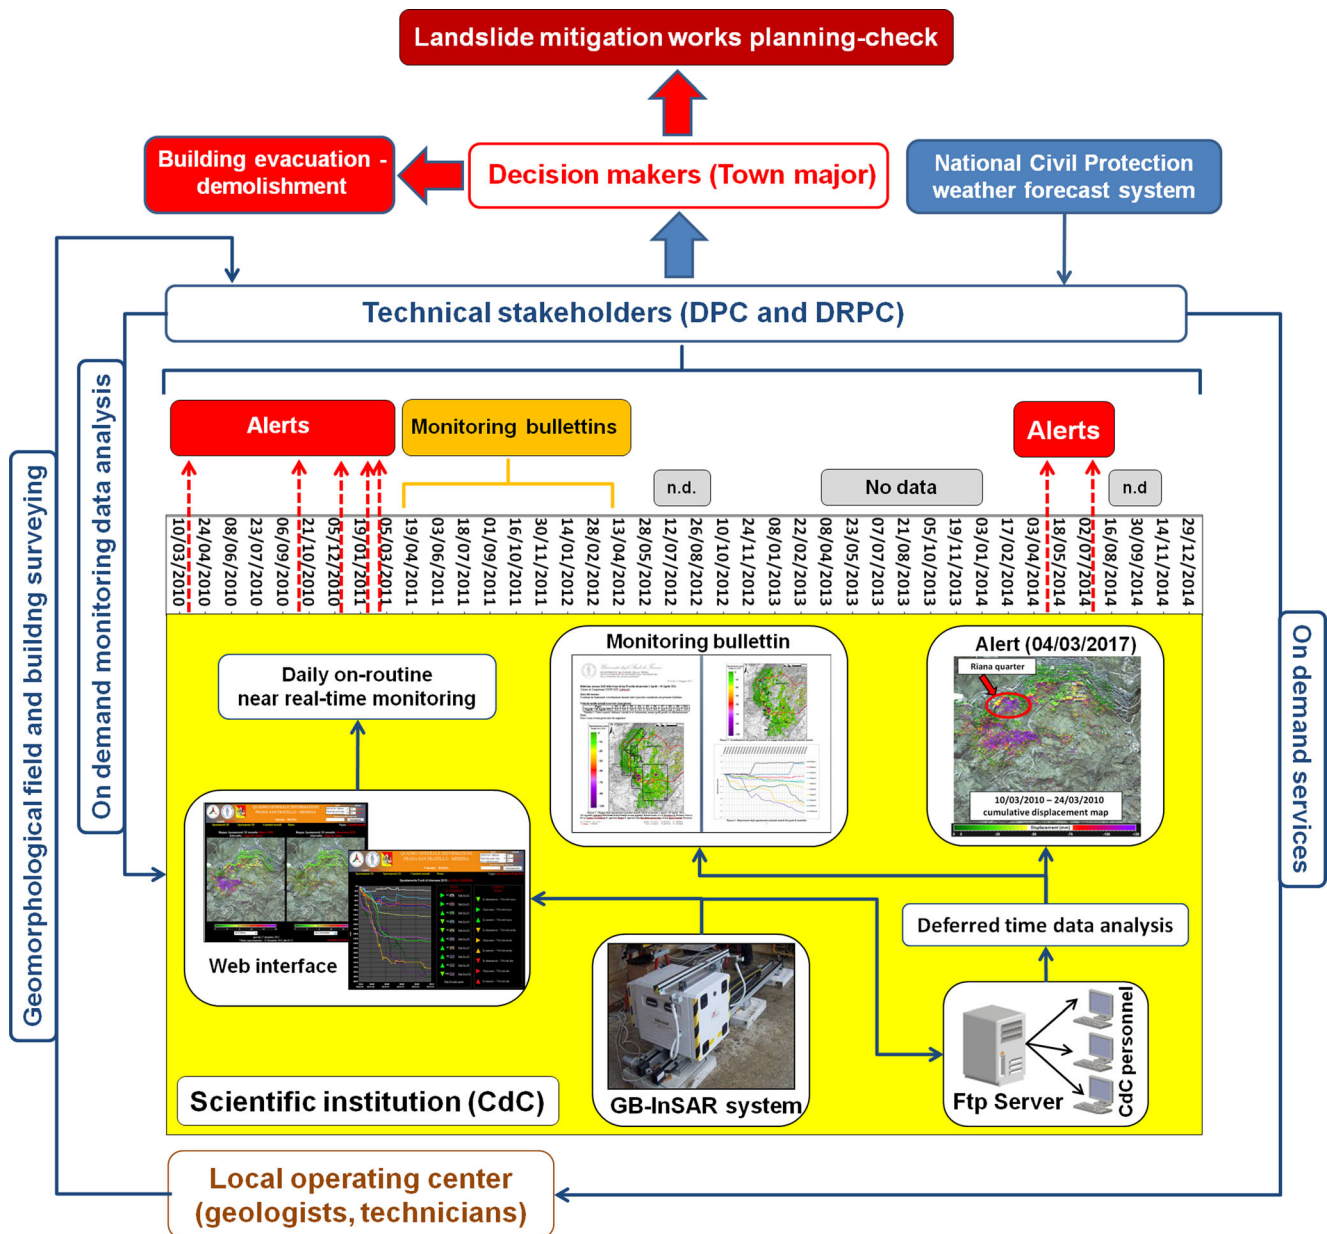 Landslide mitigation works planning-check
Building evacuation -
demolishment
Decision makers (Town major)
National Civil Protection
weather forecast system
Technical stakeholders (DPC and DRPC)
Geomorphological field and buildng surveying
On demand monitoring data analysis
On demand services
Alerts
Monitoring bullettins
n.d.
No data
Alerts
n.d
10/03/2010
24/04/2010
08/06/2010
23/07/2010
06/09/2010
21/10/2010
05/12/2010
19/01/2011
05/03/2011
19/04/2011
03/06/2011
18/07/2011
01/09/2011
16/10/2011
30/11/2011
14/01/2012
28/02/2012
13/04/2012
28/05/2012
12/07/2012
26/08/2012
10/10/2012
24/11/2012
08/01/2013
22/02/2013
08/04/2013
23/05/2013
07/07/2013
21/08/2013
05/10/2013
19/11/2013
03/01/2014
17/02/2014
03/04/2014
18/05/2014
02/07/2014
16/08/2014
30/09/2014
14/11/2014
29/12/2014
Daily on-routine
near real-time monitoring
Monitoring bullettin
Alert (04/03/2017)
Riana quarter
10/03/2010 – 24/03/2010
cumulative displacement map
Displacement [mm]
Web interface
Deferred time data analysis
GB-InSAR system
Ftp Server
CdC personnel
Scientific institution (CdC)
Local operating center
(geologists, technicians)